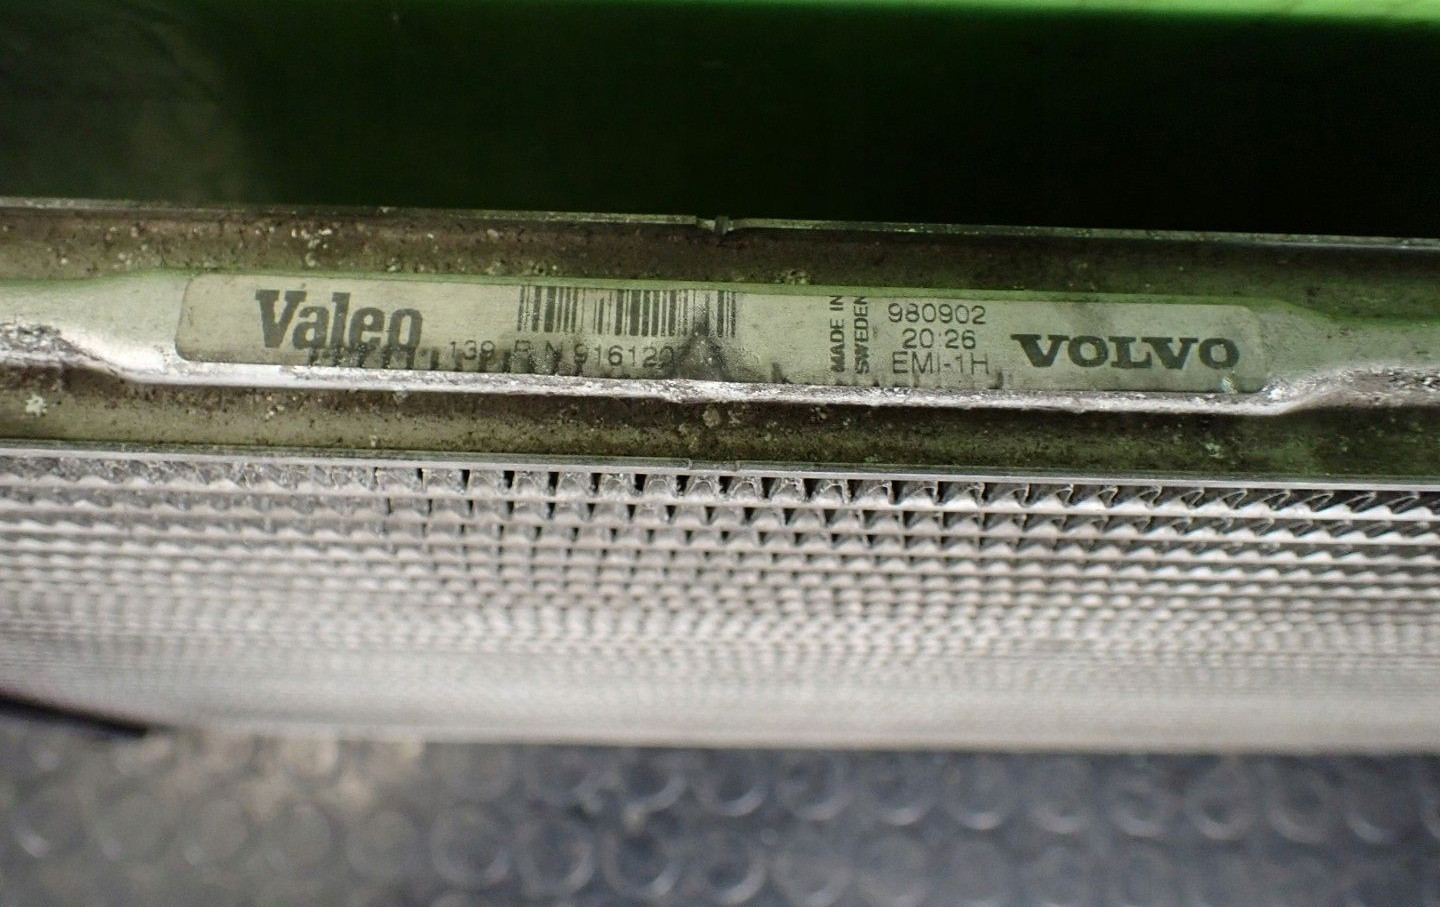 Valeo
139 P N 916120
MADE IN
SWEDEN
980902
20:26
EMI-1H
VOLVO